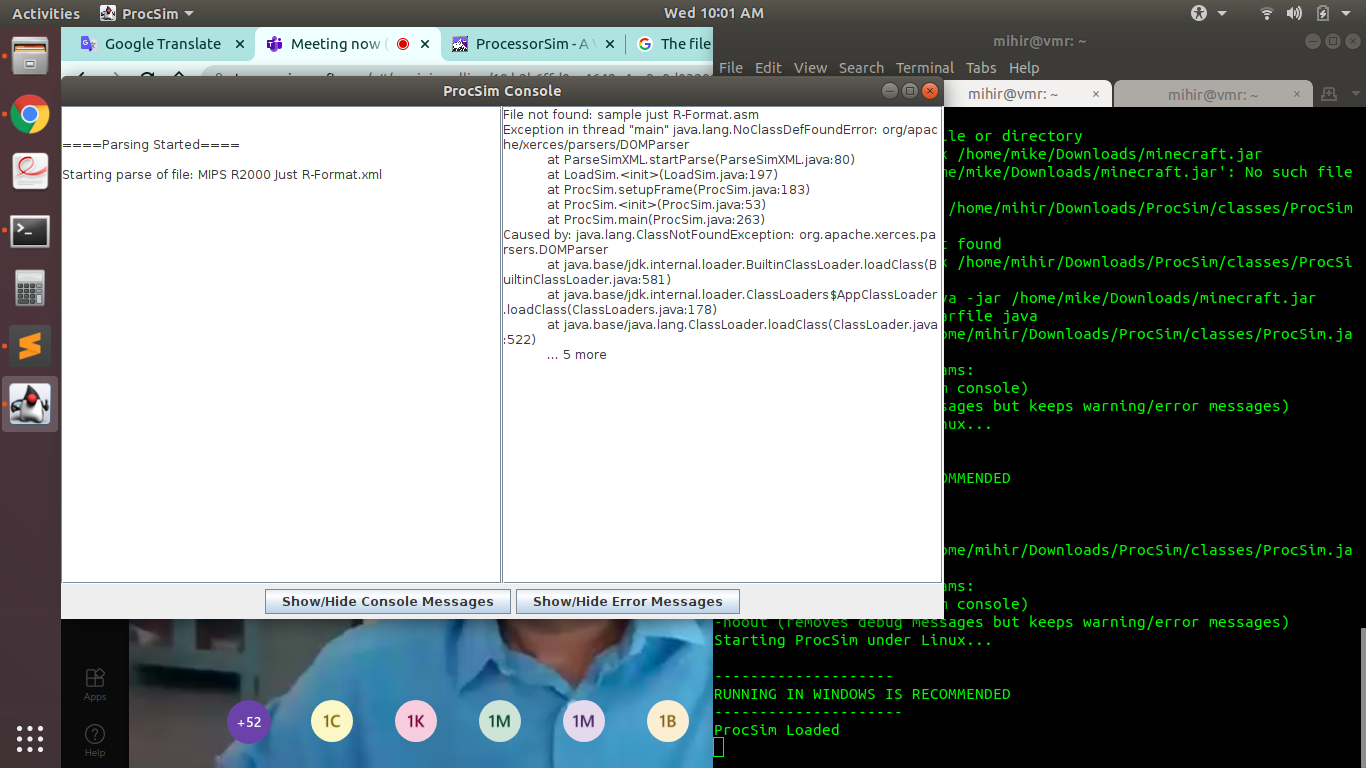 Activities
ProcSim
Wed 10:01 AM
Google Translate
Meeting now (
ProcessorSim - A V
The file
mihir@vmr: ~
File Edit View Search Terminal Tabs Help
ProcSim Console
mihir@vmr: ~
mihir@vmr: ~
====Parsing Started====
Starting parse of file: MIPS R2000 Just R-Format.xml
File not found: sample just R-Format.asm
Exception in thread "main" java.lang.NoClassDefFoundError: org/apac
he/xerces/parsers/DOMParser
at ParseSimXML.startParse(ParseSimXML.java:80)
at LoadSim.<init>(LoadSim.java:197)
at ProcSim.setupFrame(ProcSim.java:183)
at ProcSim.<init>(ProcSim.java:53)
at ProcSim.main(ProcSim.java:263)
Caused by: java.lang.ClassNotFoundException: org.apache.xerces.pa
rsers.DOMParser
at java.base/jdk.internal.loader.BuiltinClassLoader.loadClass(B
uiltinClassLoader.java:581)
at java.base/jdk.internal.loader.ClassLoaders$AppClassLoader
.loadClass(ClassLoaders.java:178)
at java.base/java.lang.ClassLoader.loadClass(ClassLoader.java
:522)
... 5 more
Show/Hide Console Messages
Show/Hide Error Messages
le or directory
/home/mike/Downloads/minecraft.jar
me/mike/Downloads/minecraft.jar': No such file
/home/mihir/Downloads/ProcSim/classes/ProcSim
t found
x /home/mihir/Downloads/ProcSim/classes/ProcSi
va -jar /home/mike/Downloads/minecraft.jar
arfile java
ome/mihir/Downloads/ProcSim/classes/ProcSim.ja
ams:
n console)
sages but keeps warning/error messages)
nux...
OMMENDED
ome/mihir/Downloads/ProcSim/classes/ProcSim.ja
ams:
n console)
-noout (removes debug messages but keeps warning/error messages)
Starting ProcSim under Linux...
--------------------
RUNNING IN WINDOWS IS RECOMMENDED
---------------------
ProcSim Loaded
Apps
Help
+52
1C
1K
1M
1M
1B